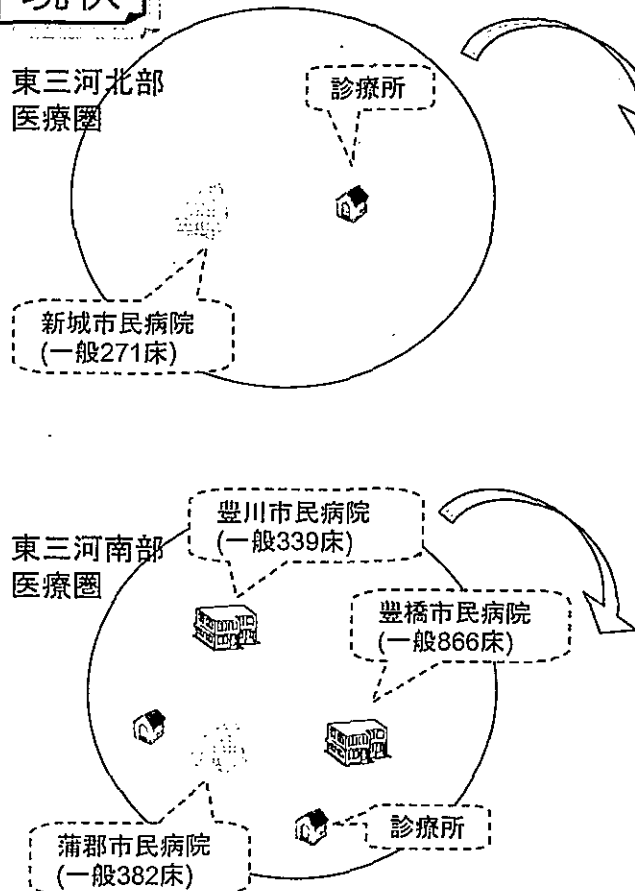 東三河北部
医療圏
診療所
新城市民病院
(一般271床)
豊川市民病院
(一般339床)
東三河南部
医療圏
豊橋市民病院
(一般866床)
蒲郡市民病院
(一般382床)
診療所